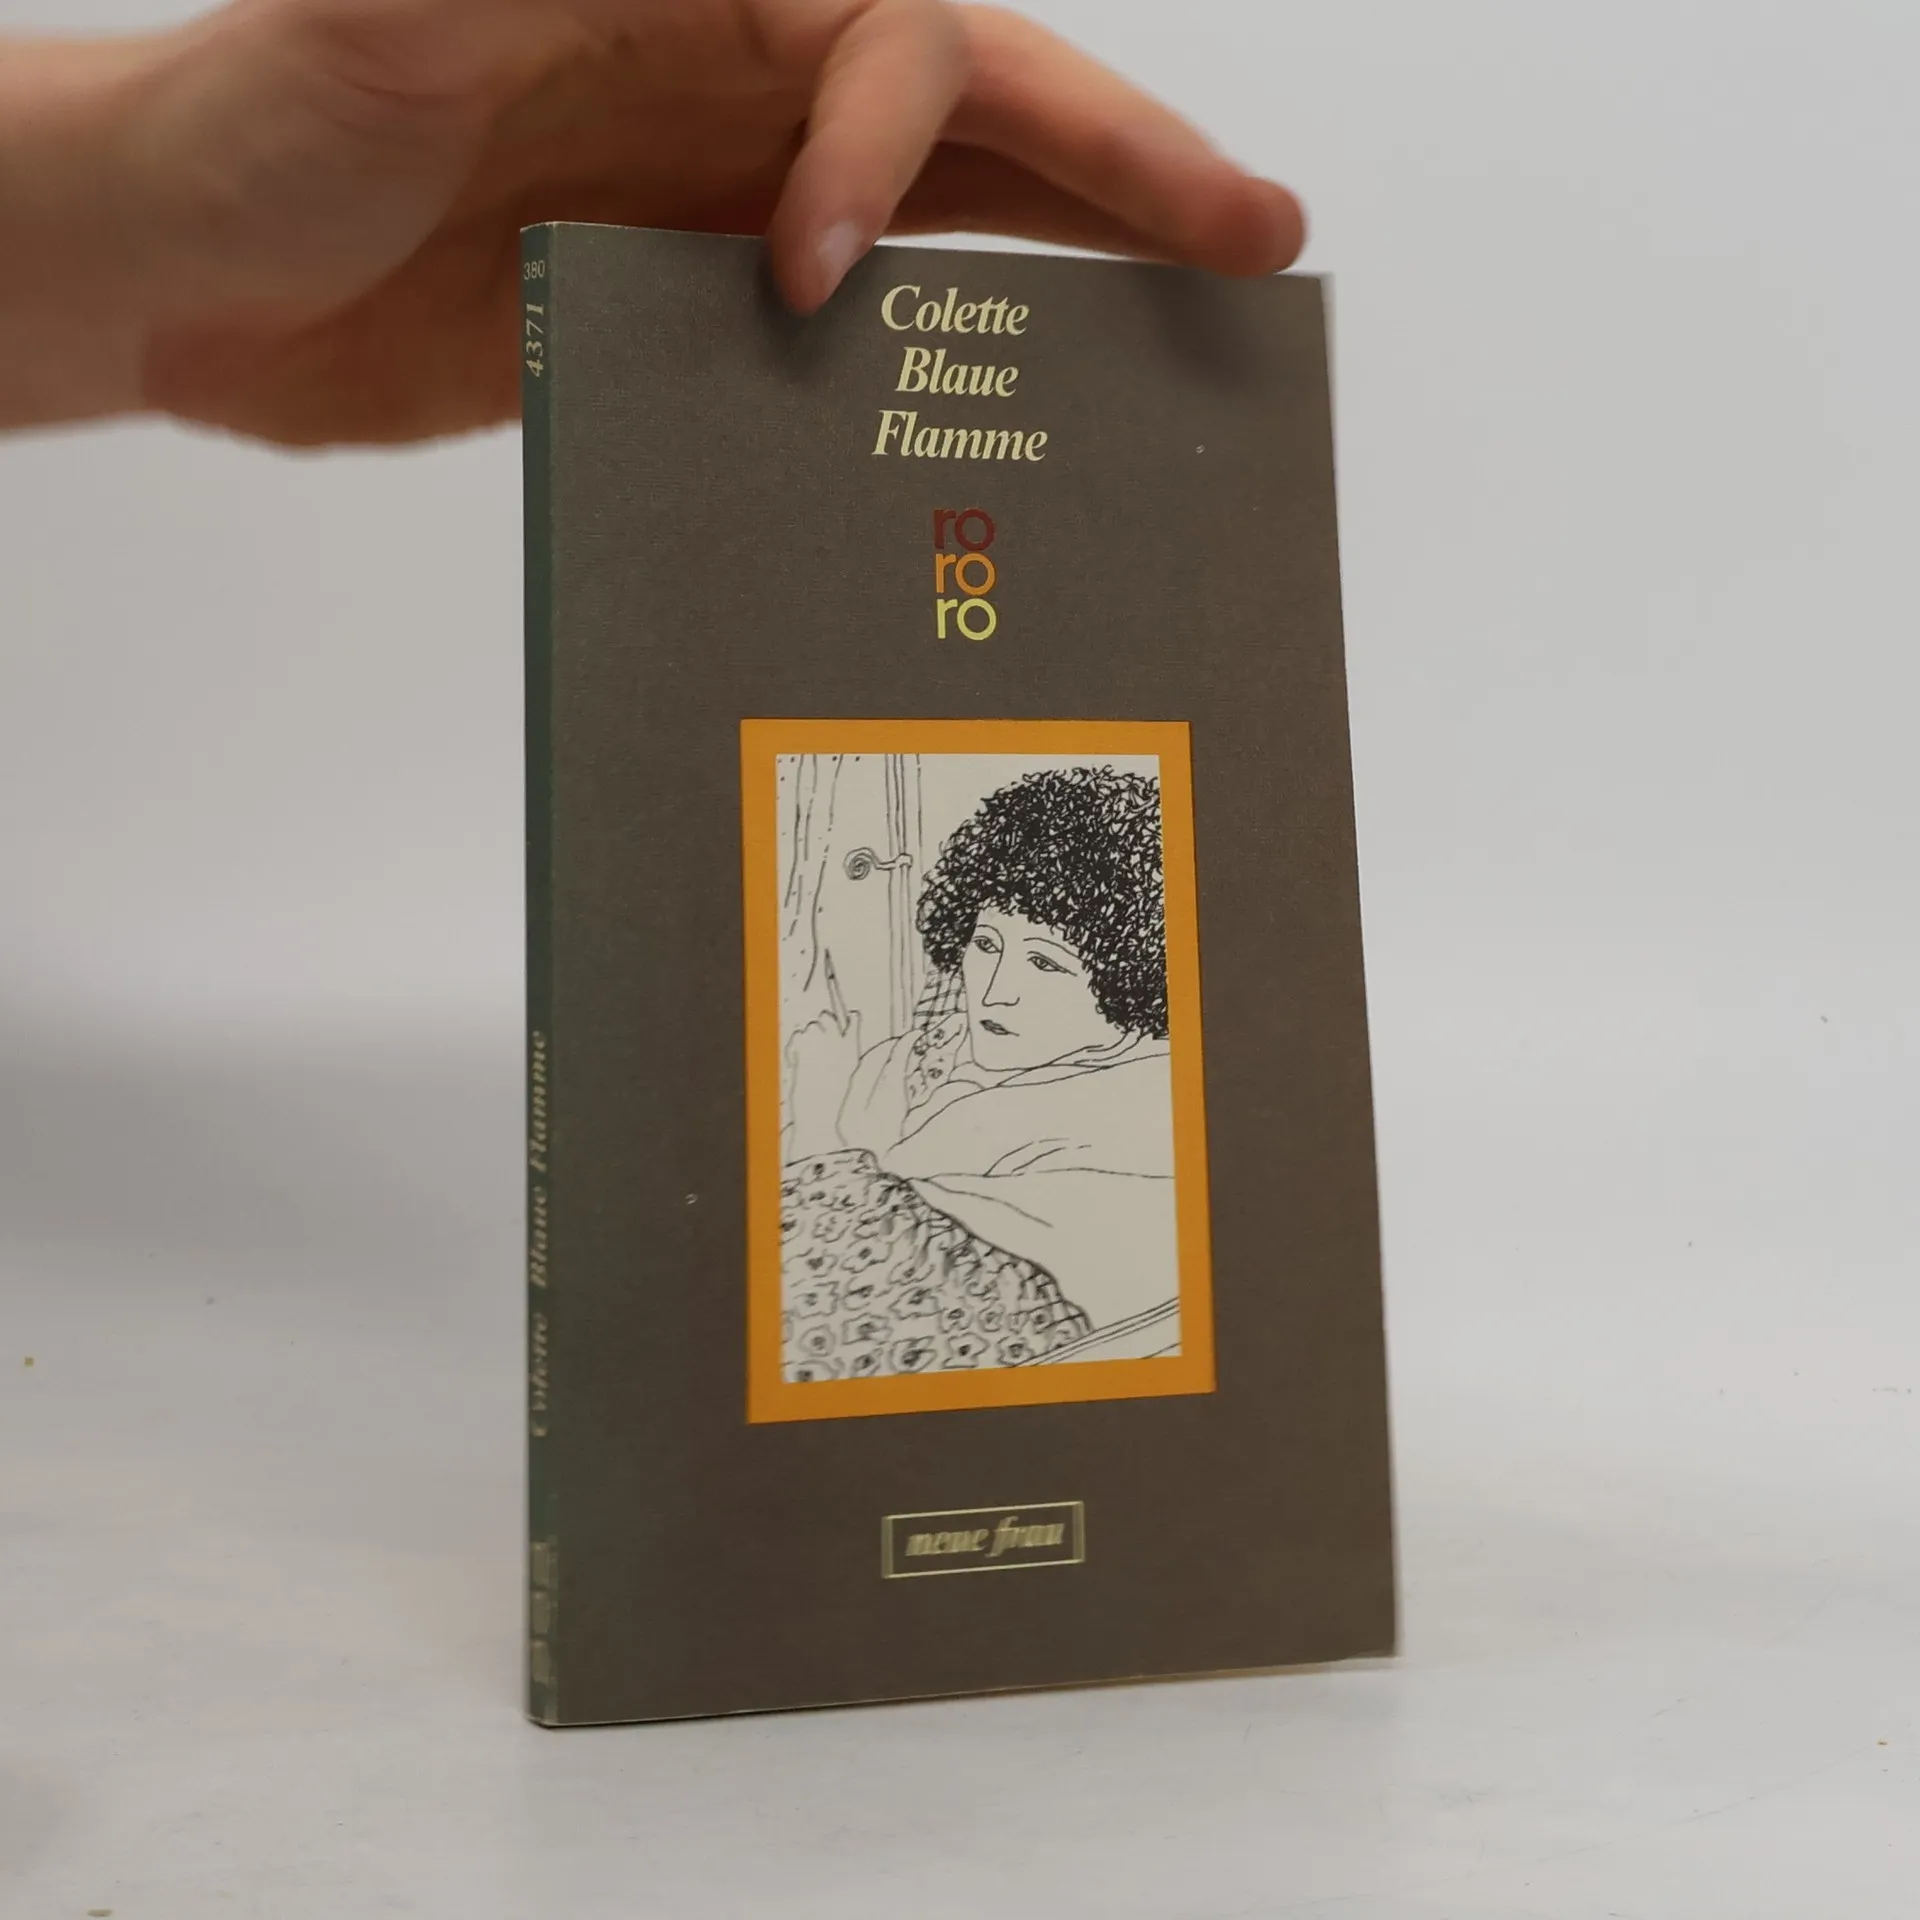 Colette
Blaue
Flamme
ro
ro
ro
neue frau
380
4371
Colette Blaue Flamme